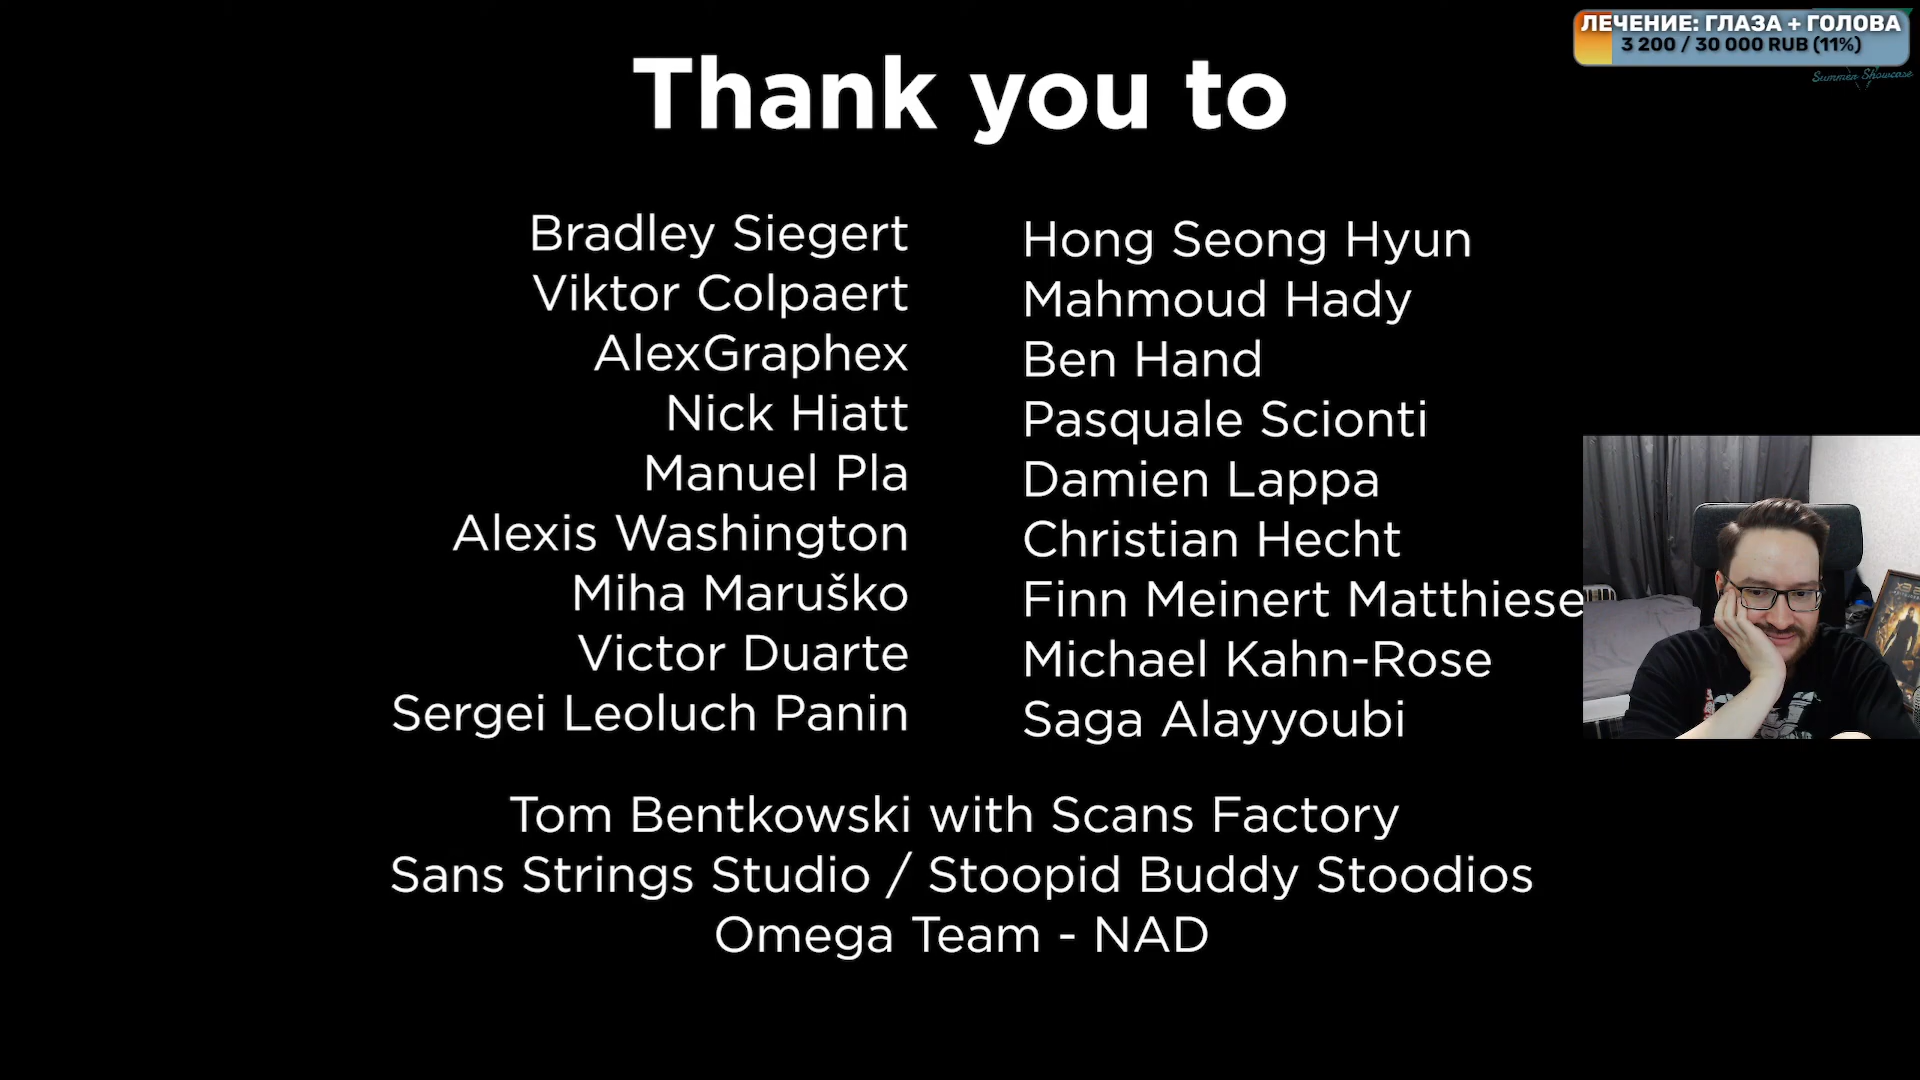 Thank you to
Bradley Siegert
Viktor Colpaert
AlexGraphex
Nick Hiatt
Manuel Pla
Alexis Washington
Miha Maruško
Victor Duarte
Sergei Leoluch Panin
Hong Seong Hyun
Mahmoud Hady
Ben Hand
Pasquale Scionti
Damien Lappa
Christian Hecht
Finn Meinert Matthiese
Michael Kahn-Rose
Saga Alayyoubi
Tom Bentkowski with Scans Factory
Sans Strings Studio / Stoopid Buddy Stoodios
Omega Team - NAD
ЛЕЧЕНИЕ: ГЛАЗА + ГОЛОВА
3 200 / 30 000 RUB (11%)
Summer Showcase